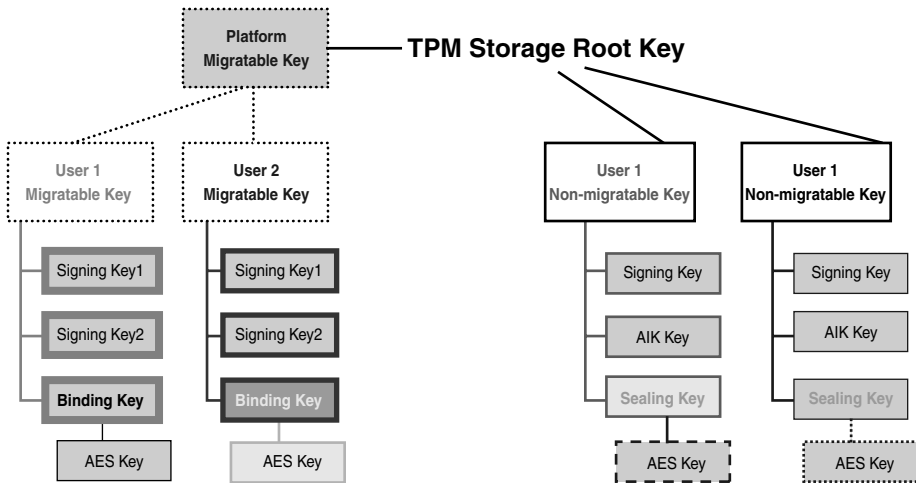 Platform
Migratable Key
TPM Storage Root Key
User 1
Migratable Key
User 2
Migratable Key
User 1
Non-migratable Key
User 1
Non-migratable Key
Signing Key1
Signing Key1
Signing Key
Signing Key
Signing Key2
Signing Key2
AIK Key
AIK Key
Binding Key
Binding Key
Sealing Key
Sealing Key
AES Key
AES Key
AES Key
AES Key